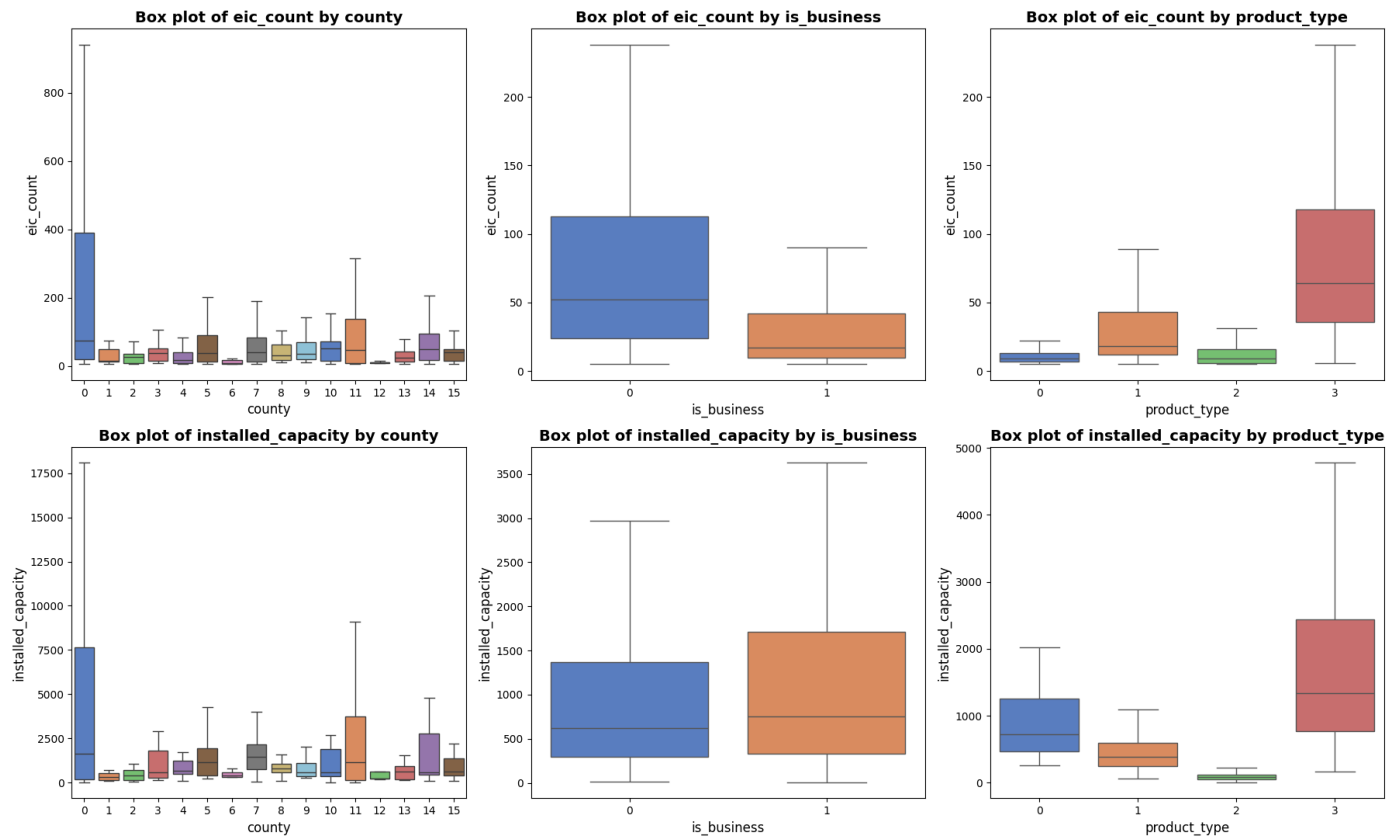 Box plot of eic_count by county
eic_count
800
600
400
200
0
0 1 2 3 4 5 6 7 8 9 10 11 12 13 14 15
county
Box plot of eic_count by is_business
eic_count
200
150
100
50
0
0 1
is_business
Box plot of eic_count by product_type
eic_count
200
150
100
50
0
0 1 2 3
product_type
Box plot of installed_capacity by county
installed_capacity
17500
15000
12500
10000
7500
5000
2500
0
0 1 2 3 4 5 6 7 8 9 10 11 12 13 14 15
county
Box plot of installed_capacity by is_business
installed_capacity
3500
3000
2500
2000
1500
1000
500
0
0 1
is_business
Box plot of installed_capacity by product_type
installed_capacity
5000
4000
3000
2000
1000
0
0 1 2 3
product_type